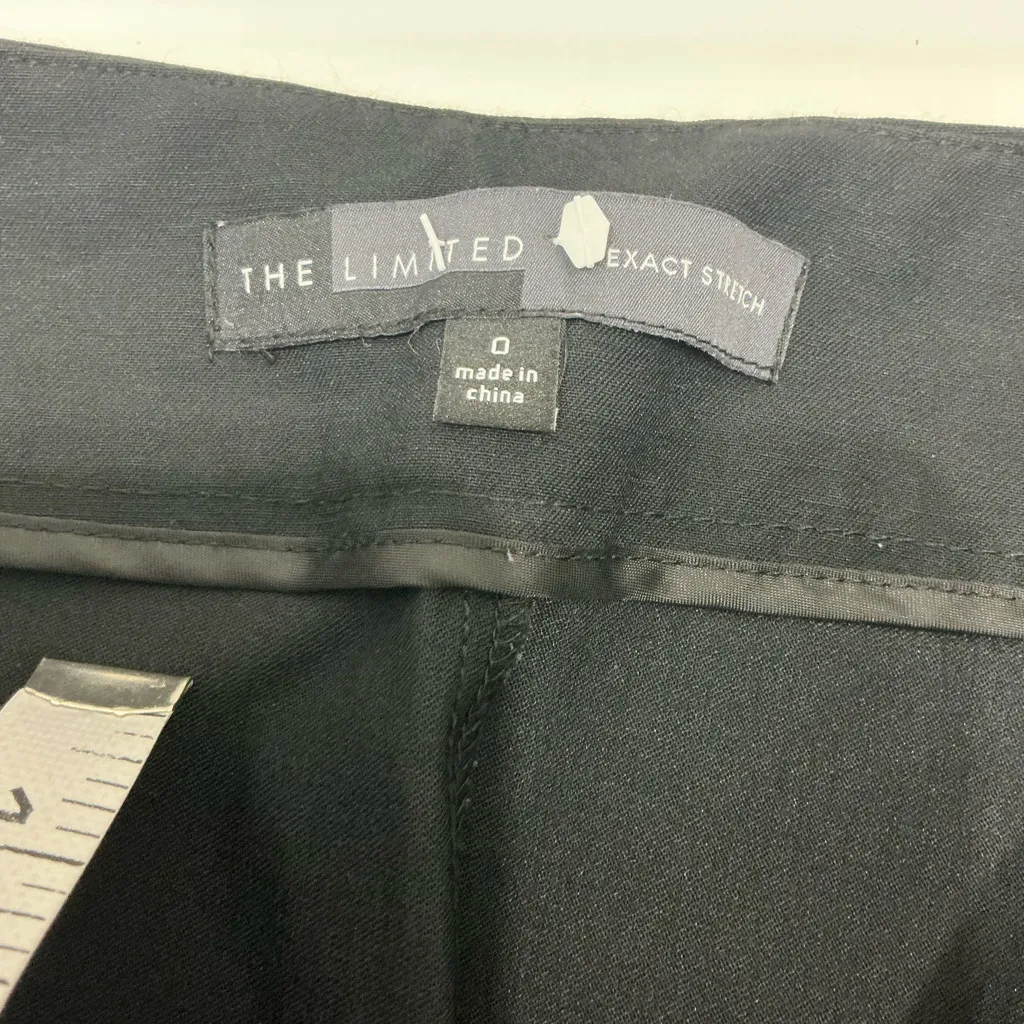 THE LIMITED EXACT STRETCH
0
made in
china